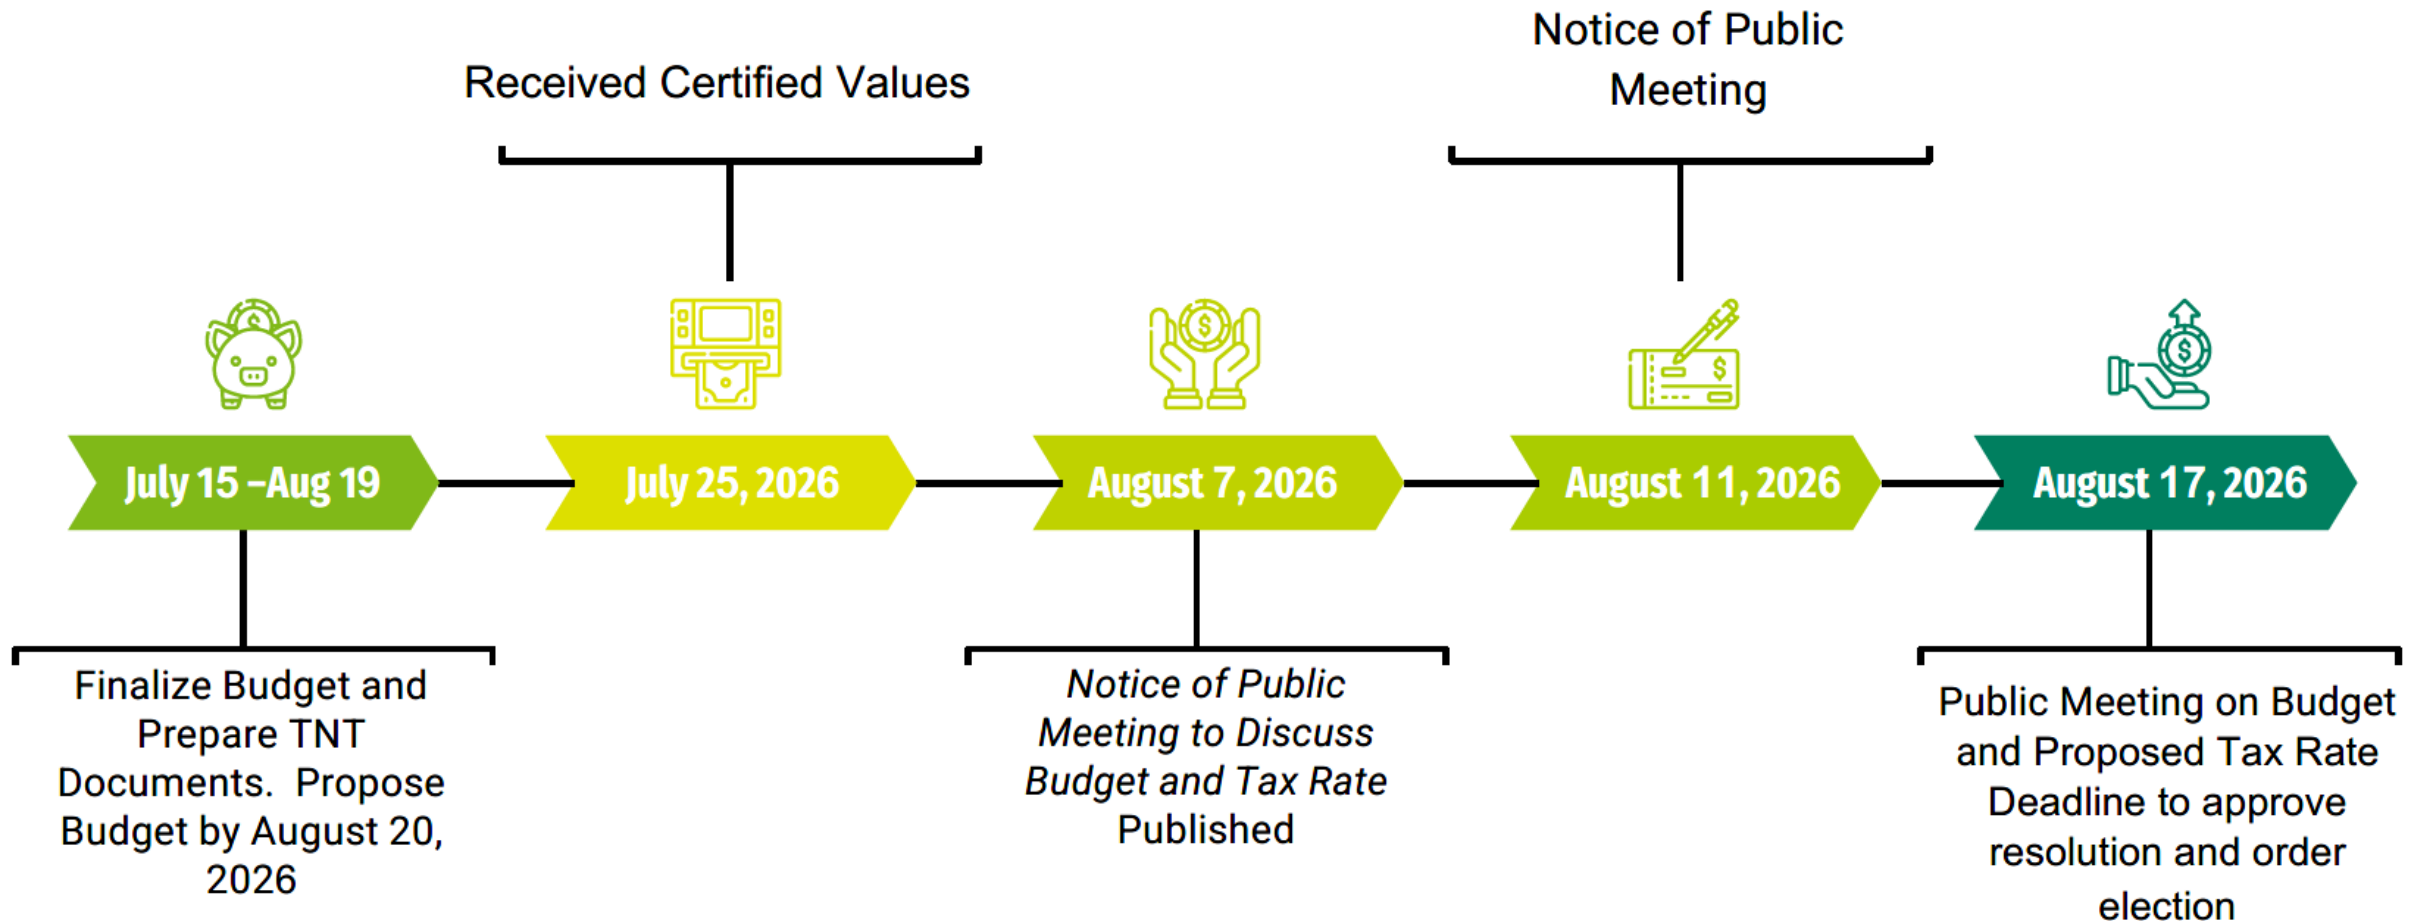 Received Certified Values
Notice of Public
Meeting
July 15 –Aug 19
July 25, 2026
August 7, 2026
August 11, 2026
August 17, 2026
Finalize Budget and
Prepare TNT
Documents.  Propose
Budget by August 20,
2026
Notice of Public
Meeting to Discuss
Budget and Tax Rate
Published
Public Meeting on Budget
and Proposed Tax Rate
Deadline to approve
resolution and order
election